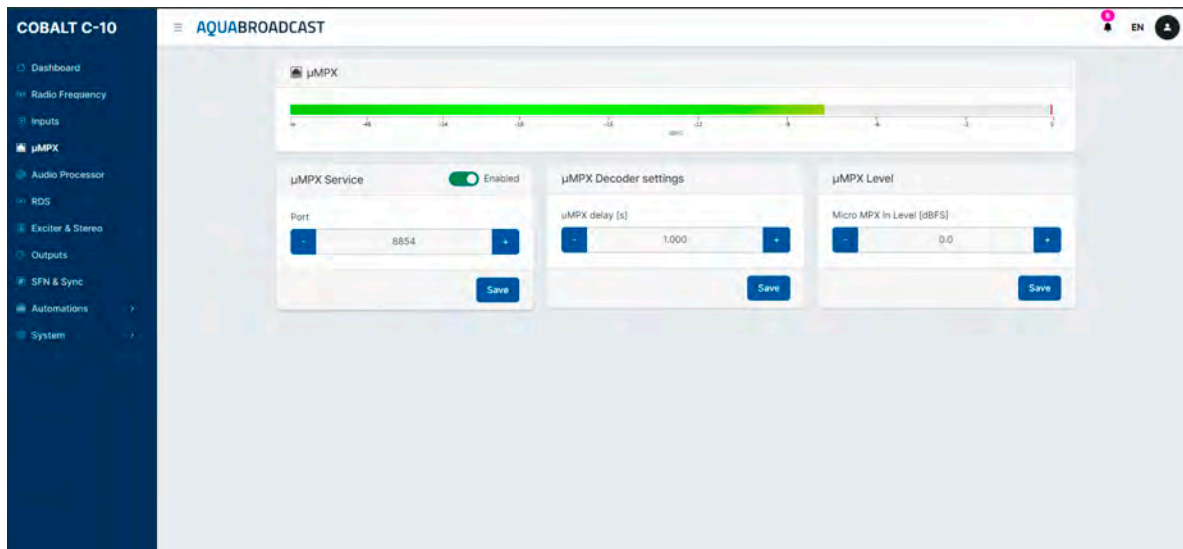 COBALT C-10
AQUABROADCAST
EN
Dashboard
Radio Frequency
Inputs
µMPX
Audio Processor
RDS
Exciter & Stereo
Outputs
SFN & Sync
Automations
System
µMPX
µMPX Service
Enabled
Port
- 8854 +
Save
µMPX Decoder settings
uMPX delay [s]
- 1.000 +
Save
µMPX Level
Micro MPX In Level [dBFS]
- 0.0 +
Save